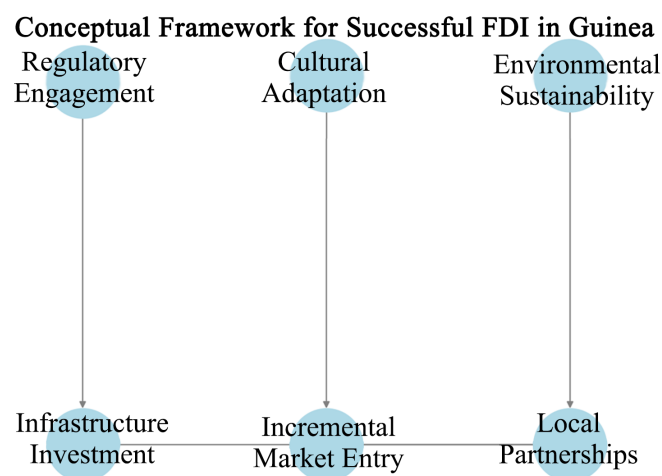 Conceptual Framework for Successful FDI in Guinea
Regulatory
Engagement
Cultural
Adaptation
Environmental
Sustainability
Infrastructure
Investment
Incremental
Market Entry
Local
Partnerships